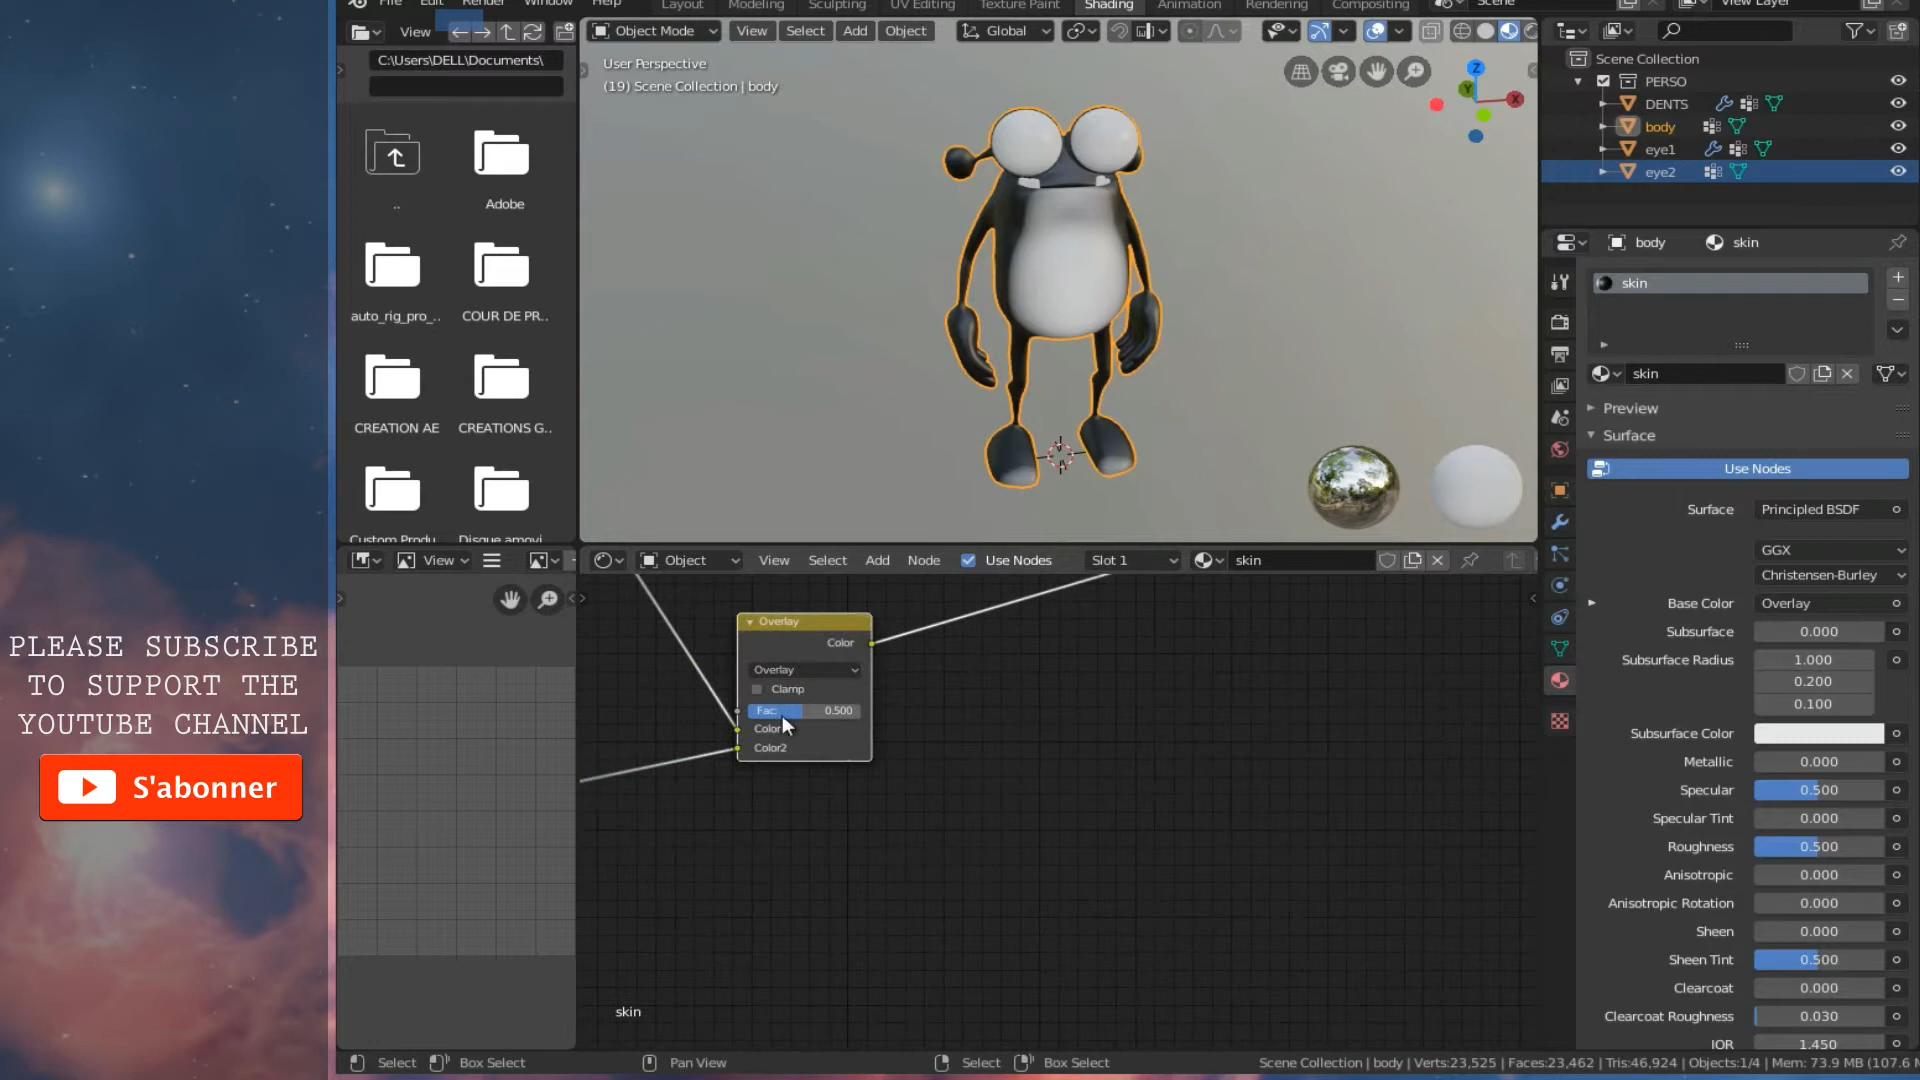 File Edit Render Window Help
Layout Modeling Sculpting UV Editing Texture Paint Shading Animation Rendering Compositing
Scene View Layer
View
C:\Users\DELL\Documents\
..
Adobe
auto_rig_pro_..
COUR DE PR..
CREATION AE
CREATIONS G..
Custom Produ
Disque amovi
Object Mode View Select Add Object Global
User Perspective
(19) Scene Collection | body
Z
Y
X
Scene Collection
PERSO
DENTS
body
eye1
eye2
body skin
skin
skin
Preview
Surface
Use Nodes
Surface Principled BSDF
GGX
Christensen-Burley
Base Color Overlay
Subsurface 0.000
Subsurface Radius 1.000
0.200
0.100
Subsurface Color
Metallic 0.000
Specular 0.500
Specular Tint 0.000
Roughness 0.500
Anisotropic 0.000
Anisotropic Rotation 0.000
Sheen 0.000
Sheen Tint 0.500
Clearcoat 0.000
Clearcoat Roughness 0.030
IOR 1.450
View
Object View Select Add Node Use Nodes Slot 1 skin
Overlay
Color
Overlay
Clamp
Fac: 0.500
Color
Color2
skin
PLEASE SUBSCRIBE
TO SUPPORT THE
YOUTUBE CHANNEL
S'abonner
Select Box Select Pan View Select Box Select
Scene Collection | body | Verts:23,525 | Faces:23,462 | Tris:46,924 | Objects:1/4 | Mem: 73.9 MB (107.6